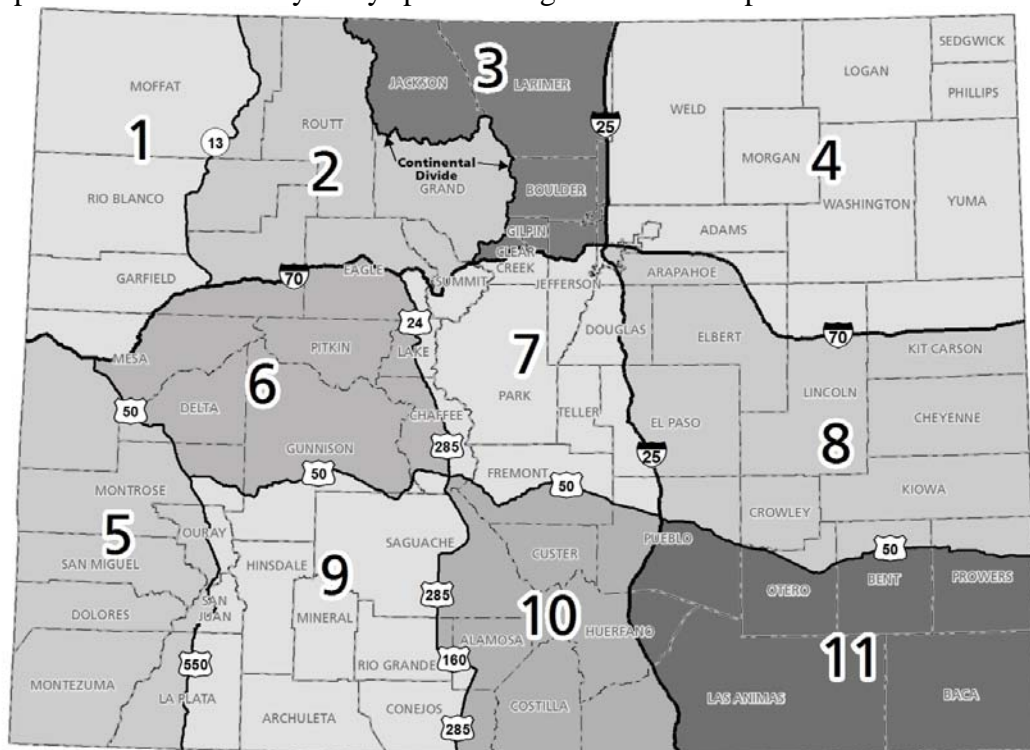 SEDGWICK
LOGAN
3
JACKSON
LARIMER
MOFFAT
PHILLIPS
WELD
1
ROUTT
25
13
4
MORGAN
Continental
Divide
2
GRAND
BOULDER
RIO BLANCO
WASHINGTON
YUMA
GILPIN
ADAMS
CLEAR
CREEK
EAGLE
ARAPAHOE
GARFIELD
70
SUMMIT
JEFFERSON
24
DOUGLAS
ELBERT
70
PITKIN
LAKE
7
KIT CARSON
MESA
6
PARK
LINCOLN
50
DELTA
CHAFFEE
TELLER
EL PASO
CHEYENNE
GUNNISON
285
8
25
50
FREMONT
50
MONTROSE
KIOWA
5
OURAY
CROWLEY
SAGUACHE
PUEBLO
50
SAN MIGUEL
HINSDALE
9
CUSTER
BENT
PROWERS
OTERO
285
SAN
JUAN
DOLORES
MINERAL
10
HUERFANO
ALAMOSA
11
550
RIO GRANDE
160
MONTEZUMA
LA PLATA
LAS ANIMAS
BACA
CONEJOS
COSTILLA
ARCHULETA
285